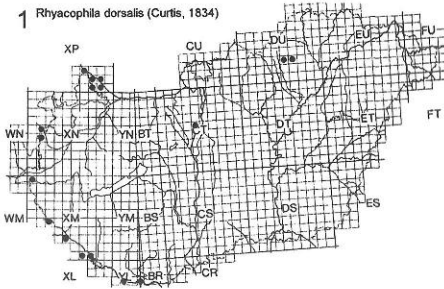 1 Rhyacophila dorsalis (Curtis, 1834)
XP CU DU EU FU
WN XN YN BT DT ET FT
WM XM YM BS CS DS ES
XL YL BR CR